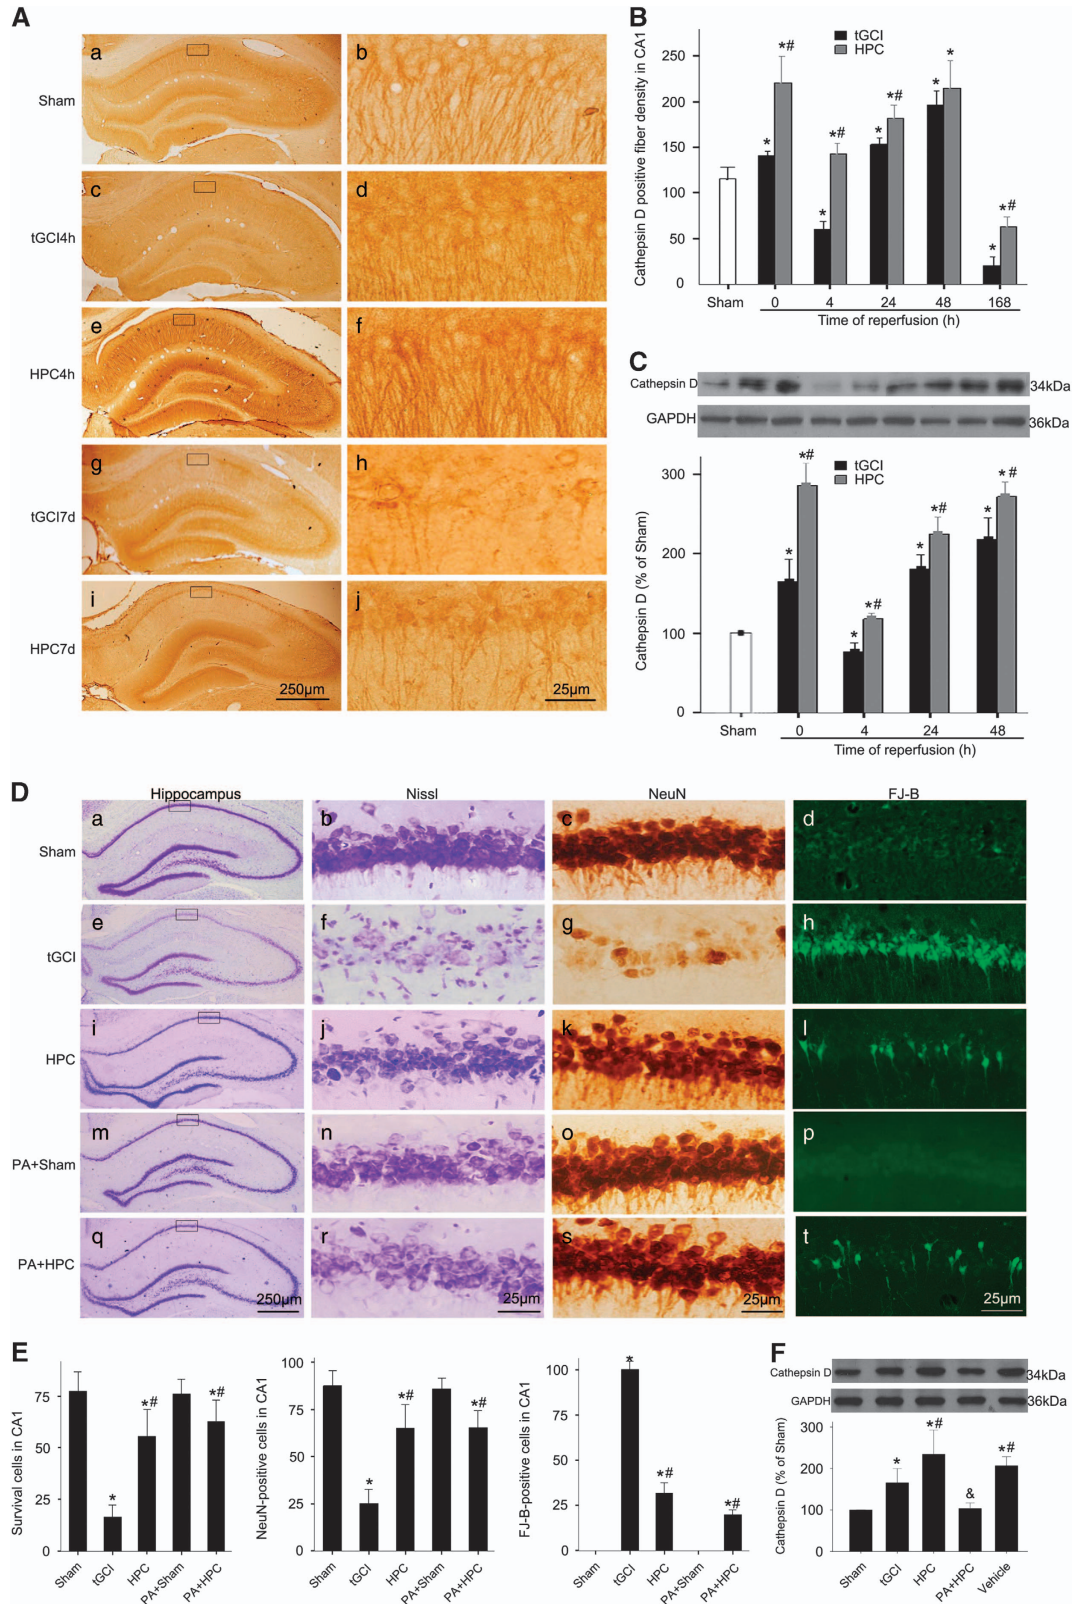 A
a
b
Sham
c
d
tGCI4h
e
f
HPC4h
g
h
tGCI7d
i
j
HPC7d
250µm
25µm
B
Cathepsin D positive fiber density in CA1
tGCI
HPC
250
200
150
100
50
0
*
*#
*
*#
*
*#
*
*
*
*#
Sham
0 4 24 48 168
Time of reperfusion (h)
C
Cathepsin D
34kDa
GAPDH
36kDa
Cathepsin D (% of Sham)
tGCI
HPC
300
200
100
0
*
*#
*
*#
*
*#
*
*#
Sham
0 4 24 48
Time of reperfusion (h)
D
Hippocampus Nissl NeuN FJ-B
Sham
a b c d
tGCI
e f g h
HPC
i j k l
PA+Sham
m n o p
PA+HPC
q r s t
250µm 25µm 25µm 25µm
E
Survival cells in CA1
75
50
25
0
*
*#
*#
Sham tGCI HPC PA+Sham PA+HPC
NeuN-positive cells in CA1
100
75
50
25
0
*
*#
*#
Sham tGCI HPC PA+Sham PA+HPC
FJ-B-positive cells in CA1
100
75
50
25
0
*
*#
*#
Sham tGCI HPC PA+Sham PA+HPC
F
Cathepsin D
34kDa
GAPDH
36kDa
Cathepsin D (% of Sham)
300
200
100
0
*
*#
&
*#
Sham tGCI HPC PA+HPC Vehicle